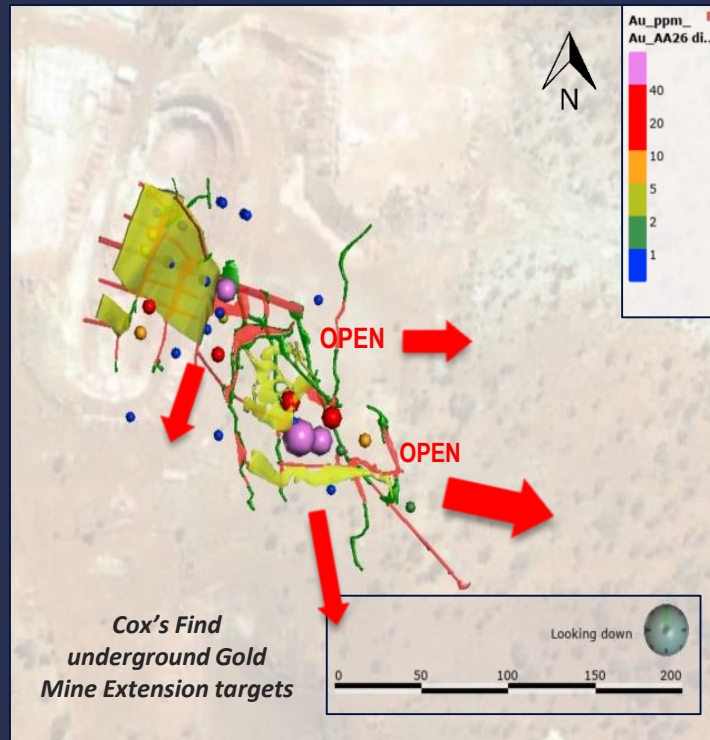 Au_ppm_
Au_AA26 di..
40
20
10
5
2
1
N
OPEN
OPEN
Cox's Find
underground Gold
Mine Extension targets
Looking down
0 50 100 150 200